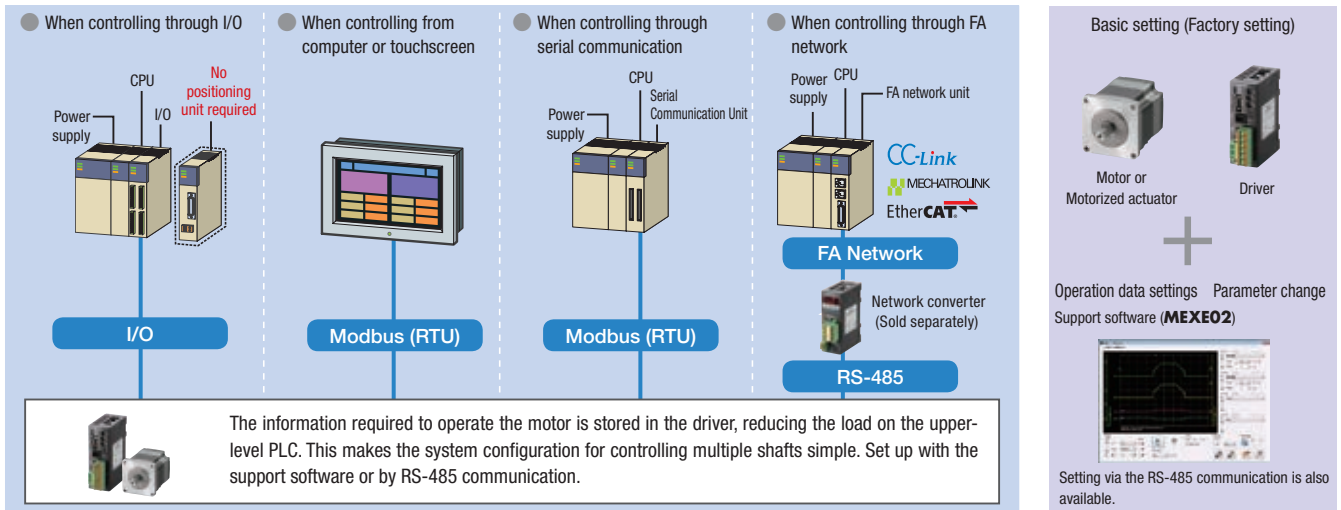 When controlling through I/O
No
positioning
unit required
CPU
I/O
Power
supply
I/O
When controlling from
computer or touchscreen
Modbus (RTU)
When controlling through
serial communication
CPU
Serial
Communication Unit
Power
supply
Modbus (RTU)
When controlling through FA
network
Power
supply
CPU
FA network unit
CC-Link
MECHATROLINK
EtherCAT
FA Network
Network converter
(Sold separately)
RS-485
The information required to operate the motor is stored in the driver, reducing the load on the upper-
level PLC. This makes the system configuration for controlling multiple shafts simple. Set up with the
support software or by RS-485 communication.
Basic setting (Factory setting)
Motor or
Motorized actuator
Driver
Operation data settings Parameter change
Support software (MEXE02)
Setting via the RS-485 communication is also
available.